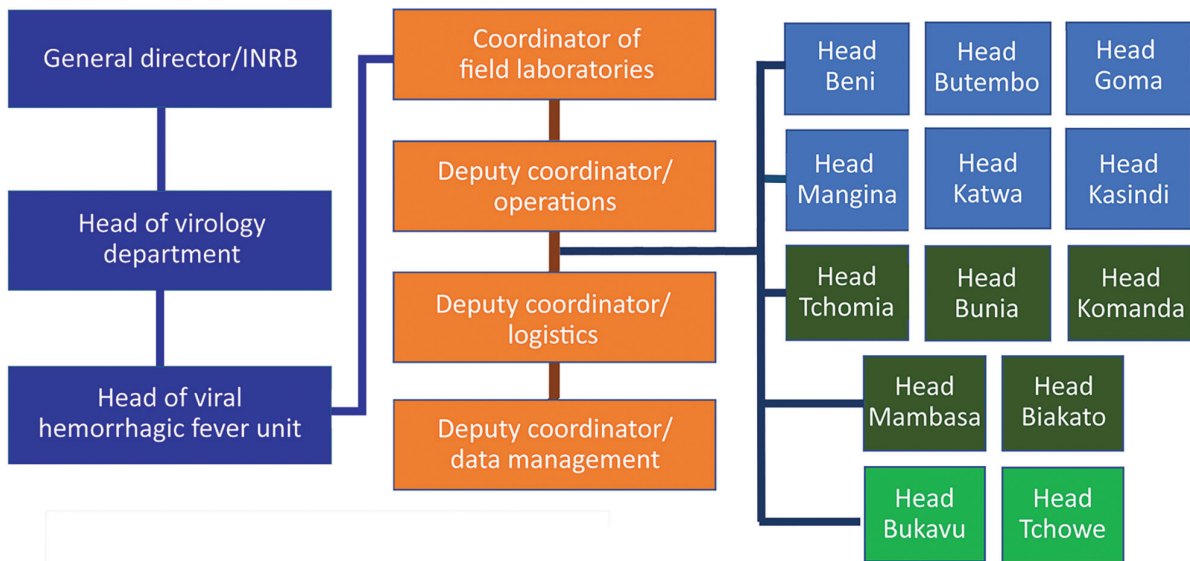 General director/INRB
Head of virology
department
Head of viral
hemorrhagic fever unit
Coordinator of
field laboratories
Deputy coordinator/
operations
Deputy coordinator/
logistics
Deputy coordinator/
data management
Head
Beni
Head
Butembo
Head
Goma
Head
Mangina
Head
Katwa
Head
Kasindi
Head
Tchomia
Head
Bunia
Head
Komanda
Head
Mambasa
Head
Biakato
Head
Bukavu
Head
Tchowe